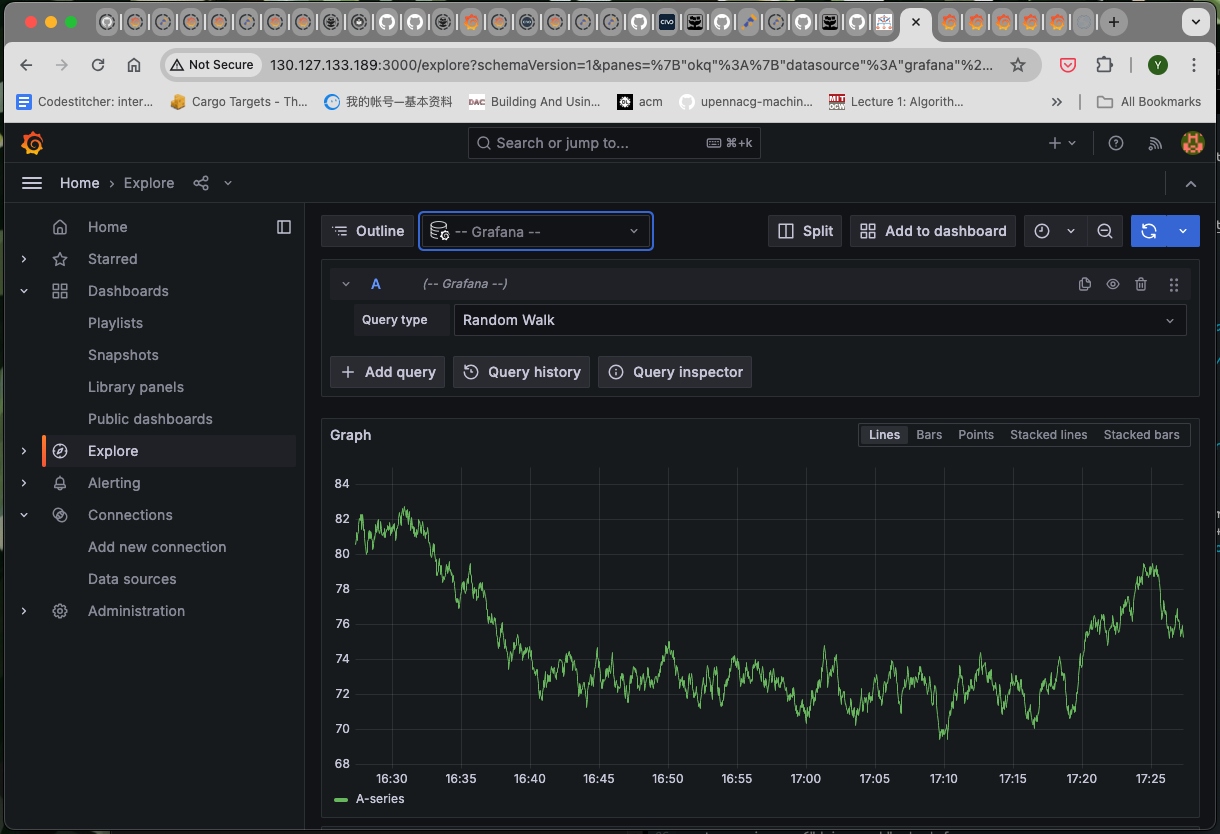 Not Secure 130.127.133.189:3000/explore?schemaVersion=1&panes=%7B"okq"%3A%7B"datasource"%3A"grafana"%2... Y
Codestitcher: inter... Cargo Targets - Th... 我的帐号—基本资料 DAC Building And Usin... acm upennacg-machin... MIT OCW Lecture 1: Algorith... » All Bookmarks
Search or jump to... ⌘+k
Home › Explore
Outline -- Grafana -- Split Add to dashboard
Home
Starred
Dashboards
Playlists
Snapshots
Library panels
Public dashboards
Explore
Alerting
Connections
Add new connection
Data sources
Administration
A (-- Grafana --)
Query type Random Walk
+ Add query Query history Query inspector
Graph Lines Bars Points Stacked lines Stacked bars
84
82
80
78
76
74
72
70
68
16:30 16:35 16:40 16:45 16:50 16:55 17:00 17:05 17:10 17:15 17:20 17:25
A-series